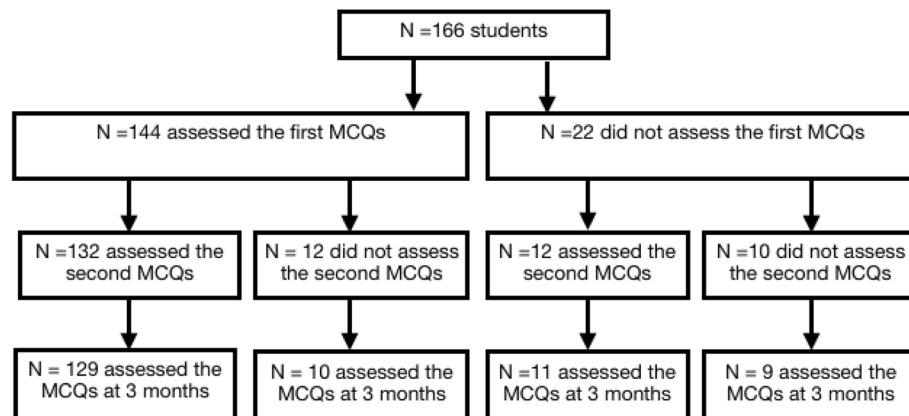 N =166 students
N =144 assessed the first MCQs
N =22 did not assess the first MCQs
N =132 assessed the
second MCQs
N = 12 did not assess
the second MCQs
N =12 assessed the
second MCQs
N =10 did not assess
the second MCQs
N = 129 assessed the
MCQs at 3 months
N = 10 assessed the
MCQs at 3 months
N =11 assessed the
MCQs at 3 months
N = 9 assessed the
MCQs at 3 months